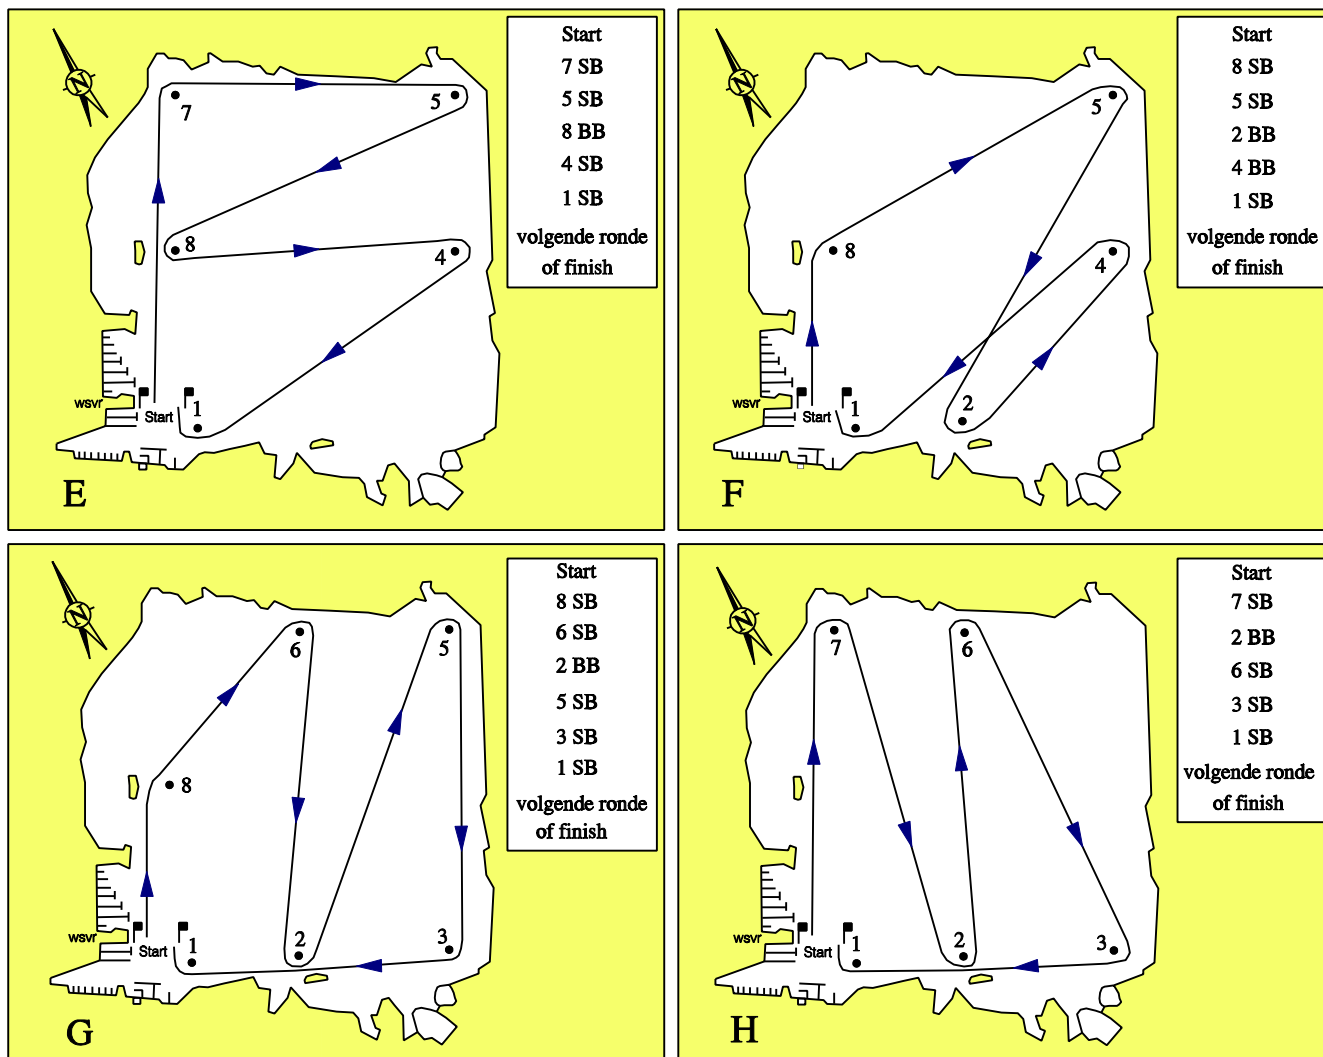 N
7
5
8
4
1
wsvr
Start
E
Start
7 SB
5 SB
8 BB
4 SB
1 SB
volgende ronde
of finish
N
5
8
4
2
1
wsvr
Start
F
Start
8 SB
5 SB
2 BB
4 BB
1 SB
volgende ronde
of finish
N
6
5
8
2
3
1
wsvr
Start
G
Start
8 SB
6 SB
2 BB
5 SB
3 SB
1 SB
volgende ronde
of finish
N
7
6
2
3
1
wsvr
Start
H
Start
7 SB
2 BB
6 SB
3 SB
1 SB
volgende ronde
of finish